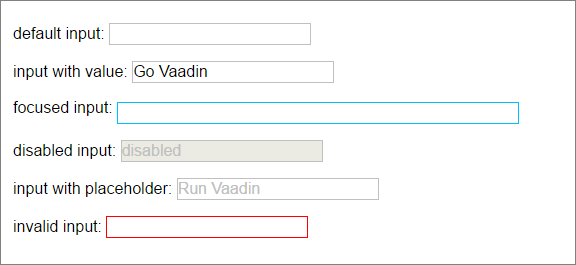 default input:
input with value: Go Vaadin
focused input:
disabled input: disabled
input with placeholder: Run Vaadin
invalid input: